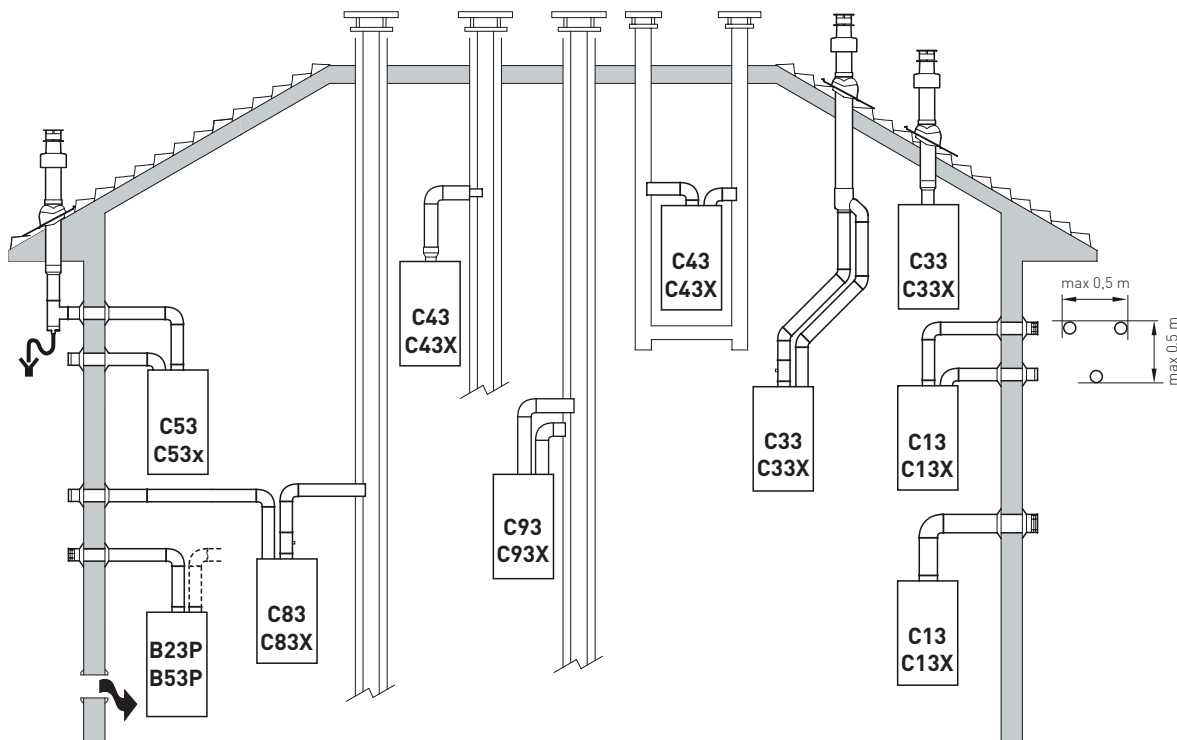 C43
C43X
C43
C43X
C33
C33X
max 0,5 m
max 0.5 m
C53
C53x
C33
C33X
C13
C13X
C93
C93X
C83
C83X
B23P
B53P
C13
C13X